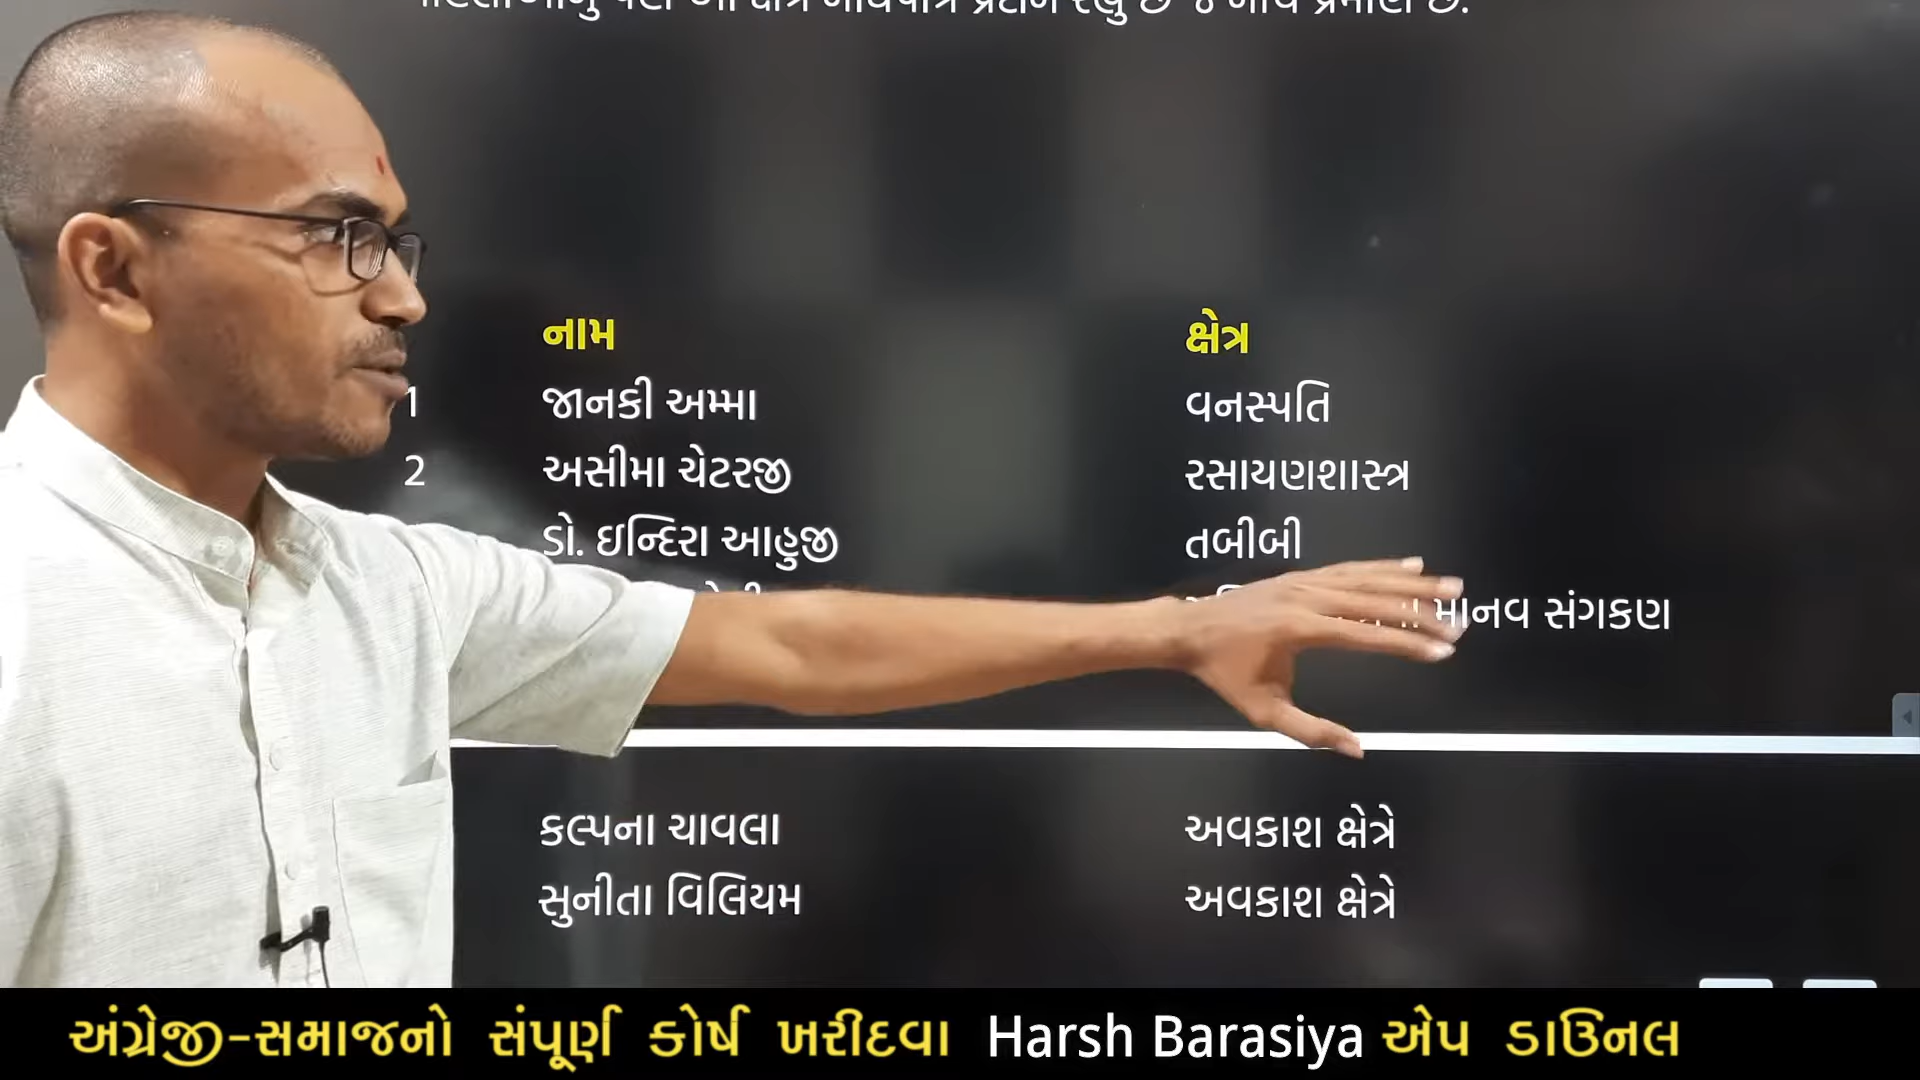 નામ ક્ષેત્ર
1 જાનકી અમ્મા વનસ્પતિ
2 અસીમા ચેટરજી રસાયણશાસ્ત્ર
ડો. ઇન્દિરા આહુજી તબીબી
માનવ સંગકણ
કલ્પના ચાવલા અવકાશ ક્ષેત્રે
સુનીતા વિલિયમ અવકાશ ક્ષેત્રે
અંગ્રેજી-સમાજનો સંપૂર્ણ કોર્ષ ખરીદવા Harsh Barasiya એપ ડાઉનલ